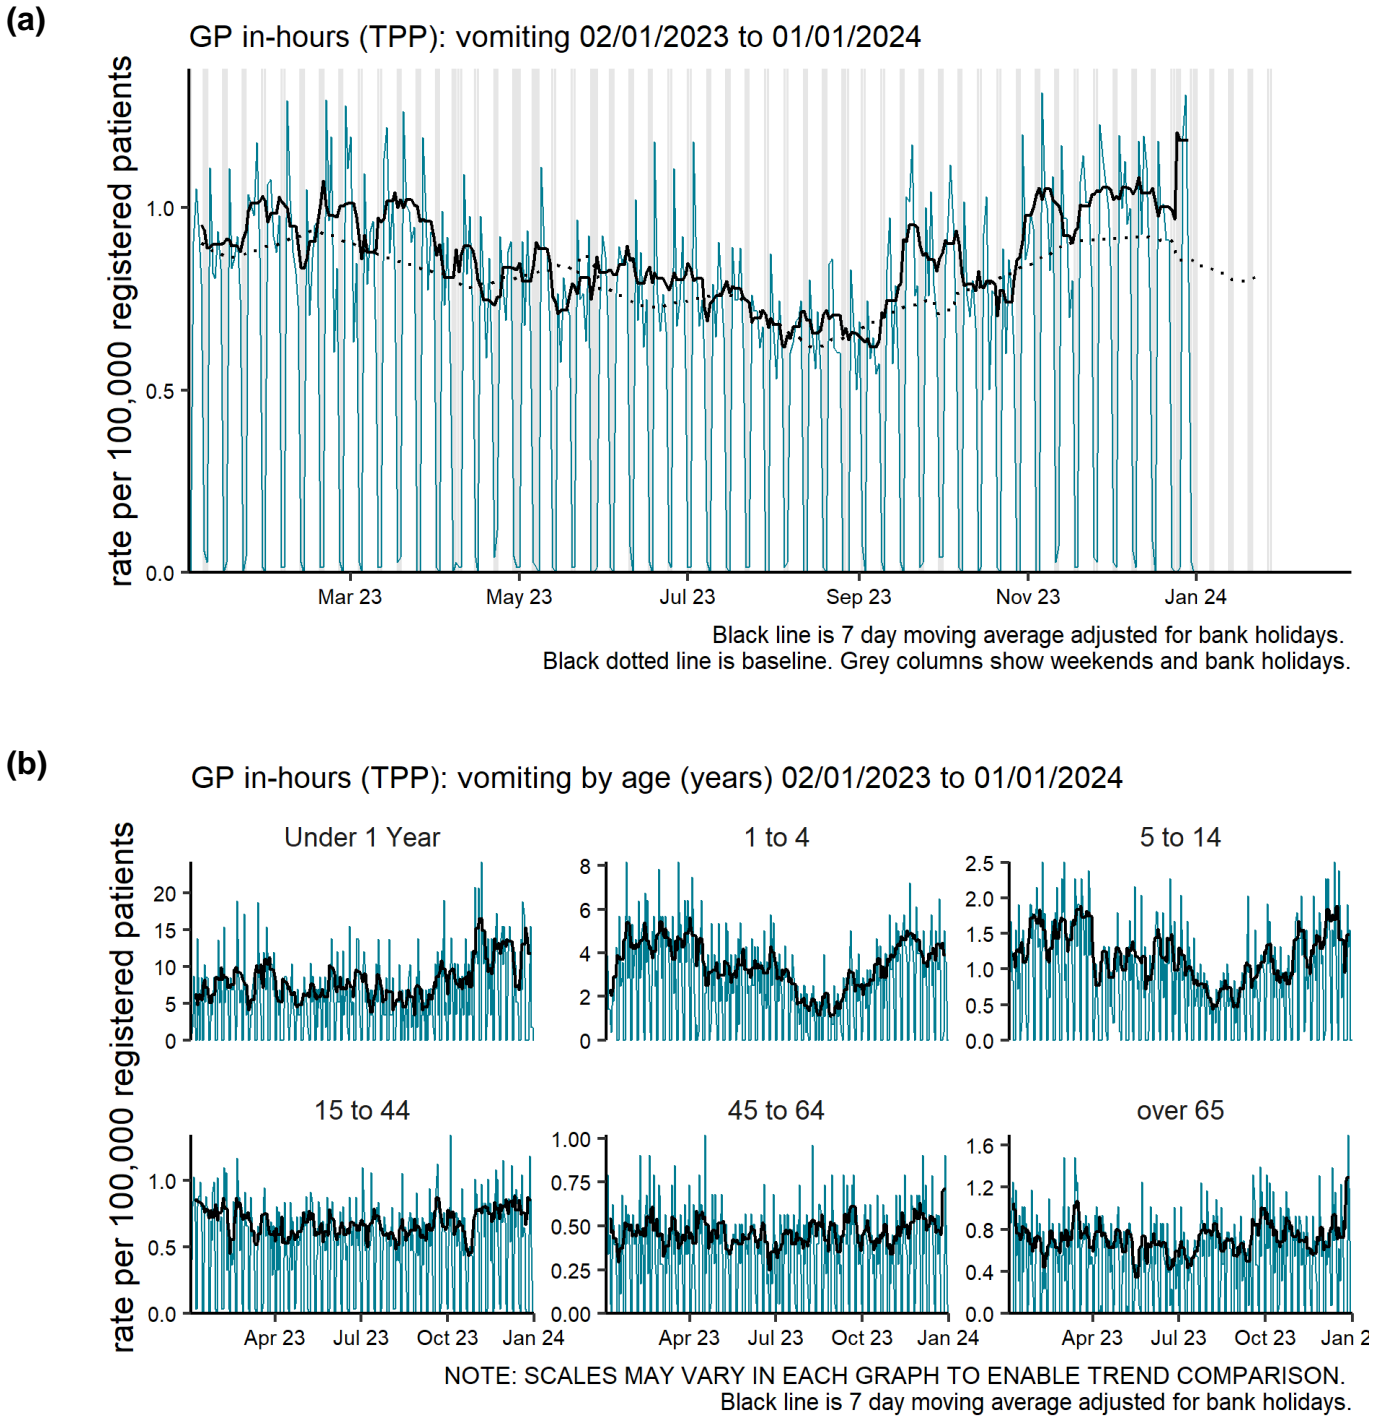 (a)
GP in-hours (TPP): vomiting 02/01/2023 to 01/01/2024
rate per 100,000 registered patients
1.0
0.5
0.0
Mar 23
May 23
Jul 23
Sep 23
Nov 23
Jan 24
Black line is 7 day moving average adjusted for bank holidays.
Black dotted line is baseline. Grey columns show weekends and bank holidays.
(b)
GP in-hours (TPP): vomiting by age (years) 02/01/2023 to 01/01/2024
rate per 100,000 registered patients
Under 1 Year
20
15
10
5
0
1 to 4
8
6
4
2
0
5 to 14
2.5
2.0
1.5
1.0
0.5
0.0
15 to 44
1.0
0.5
0.0
Apr 23
Jul 23
Oct 23
Jan 24
45 to 64
1.00
0.75
0.50
0.25
0.00
Apr 23
Jul 23
Oct 23
Jan 24
over 65
1.6
1.2
0.8
0.4
0.0
Apr 23
Jul 23
Oct 23
Jan 2
NOTE: SCALES MAY VARY IN EACH GRAPH TO ENABLE TREND COMPARISON.
Black line is 7 day moving average adjusted for bank holidays.